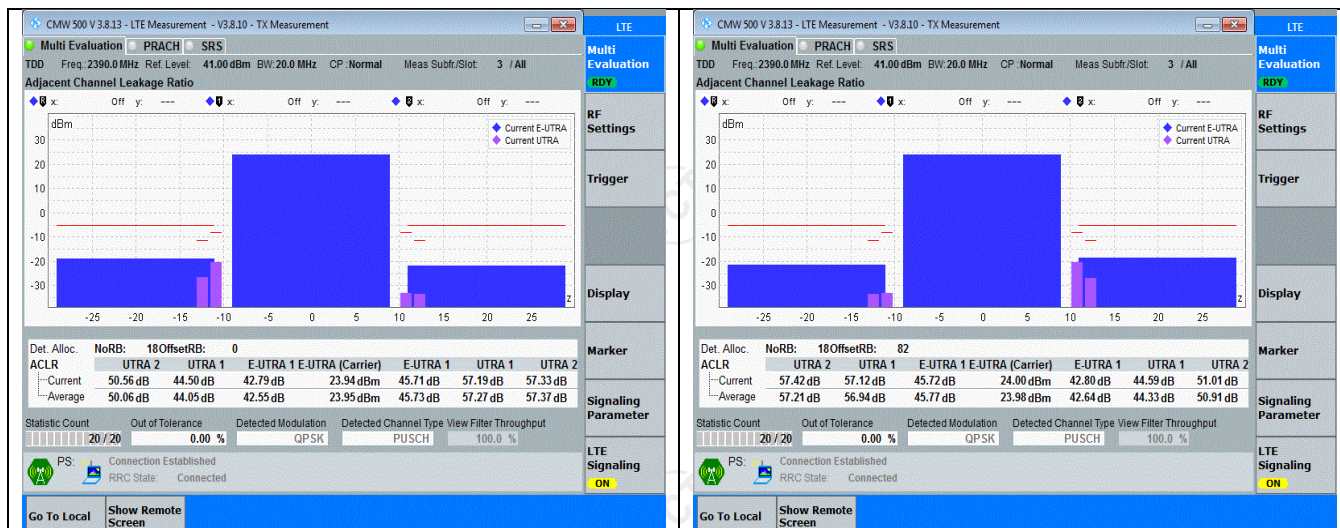 CMW 500 V 3.8.13 - LTE Measurement - V3.8.10 - TX Measurement
LTE
Multi Evaluation PRACH SRS
Multi Evaluation
RDY
TDD Freq.:2390.0 MHz Ref. Level: 41.00 dBm BW:20.0 MHz CP :Normal Meas Subfr./Slot: 3 / All
Adjacent Channel Leakage Ratio
x: Off y: --- 1 x: Off y: --- 2 x: Off y: ---
dBm
Current E-UTRA
Current UTRA
30
20
10
0
-10
-20
-30
-25 -20 -15 -10 -5 0 5 10 15 20 25
z
RF Settings
Trigger
Display
Marker
Signaling Parameter
LTE Signaling
ON
Det. Alloc. NoRB: 18 OffsetRB: 0
ACLR UTRA 2 UTRA 1 E-UTRA 1 E-UTRA (Carrier) E-UTRA 1 UTRA 1 UTRA 2
Current 50.56 dB 44.50 dB 42.79 dB 23.94 dBm 45.71 dB 57.19 dB 57.33 dB
Average 50.06 dB 44.05 dB 42.55 dB 23.95 dBm 45.73 dB 57.27 dB 57.37 dB
Statistic Count Out of Tolerance Detected Modulation Detected Channel Type View Filter Throughput
20 / 20 0.00 % QPSK PUSCH 100.0 %
PS: Connection Established
RRC State: Connected
Go To Local Show Remote Screen
CMW 500 V 3.8.13 - LTE Measurement - V3.8.10 - TX Measurement
LTE
Multi Evaluation PRACH SRS
Multi Evaluation
RDY
TDD Freq.:2390.0 MHz Ref. Level: 41.00 dBm BW:20.0 MHz CP :Normal Meas Subfr./Slot: 3 / All
Adjacent Channel Leakage Ratio
x: Off y: --- 1 x: Off y: --- 2 x: Off y: ---
dBm
Current E-UTRA
Current UTRA
30
20
10
0
-10
-20
-30
-25 -20 -15 -10 -5 0 5 10 15 20 25
z
RF Settings
Trigger
Display
Marker
Signaling Parameter
LTE Signaling
ON
Det. Alloc. NoRB: 18 OffsetRB: 82
ACLR UTRA 2 UTRA 1 E-UTRA 1 E-UTRA (Carrier) E-UTRA 1 UTRA 1 UTRA 2
Current 57.42 dB 57.12 dB 45.72 dB 24.00 dBm 42.80 dB 44.59 dB 51.01 dB
Average 57.21 dB 56.94 dB 45.77 dB 23.98 dBm 42.64 dB 44.33 dB 50.91 dB
Statistic Count Out of Tolerance Detected Modulation Detected Channel Type View Filter Throughput
20 / 20 0.00 % QPSK PUSCH 100.0 %
PS: Connection Established
RRC State: Connected
Go To Local Show Remote Screen